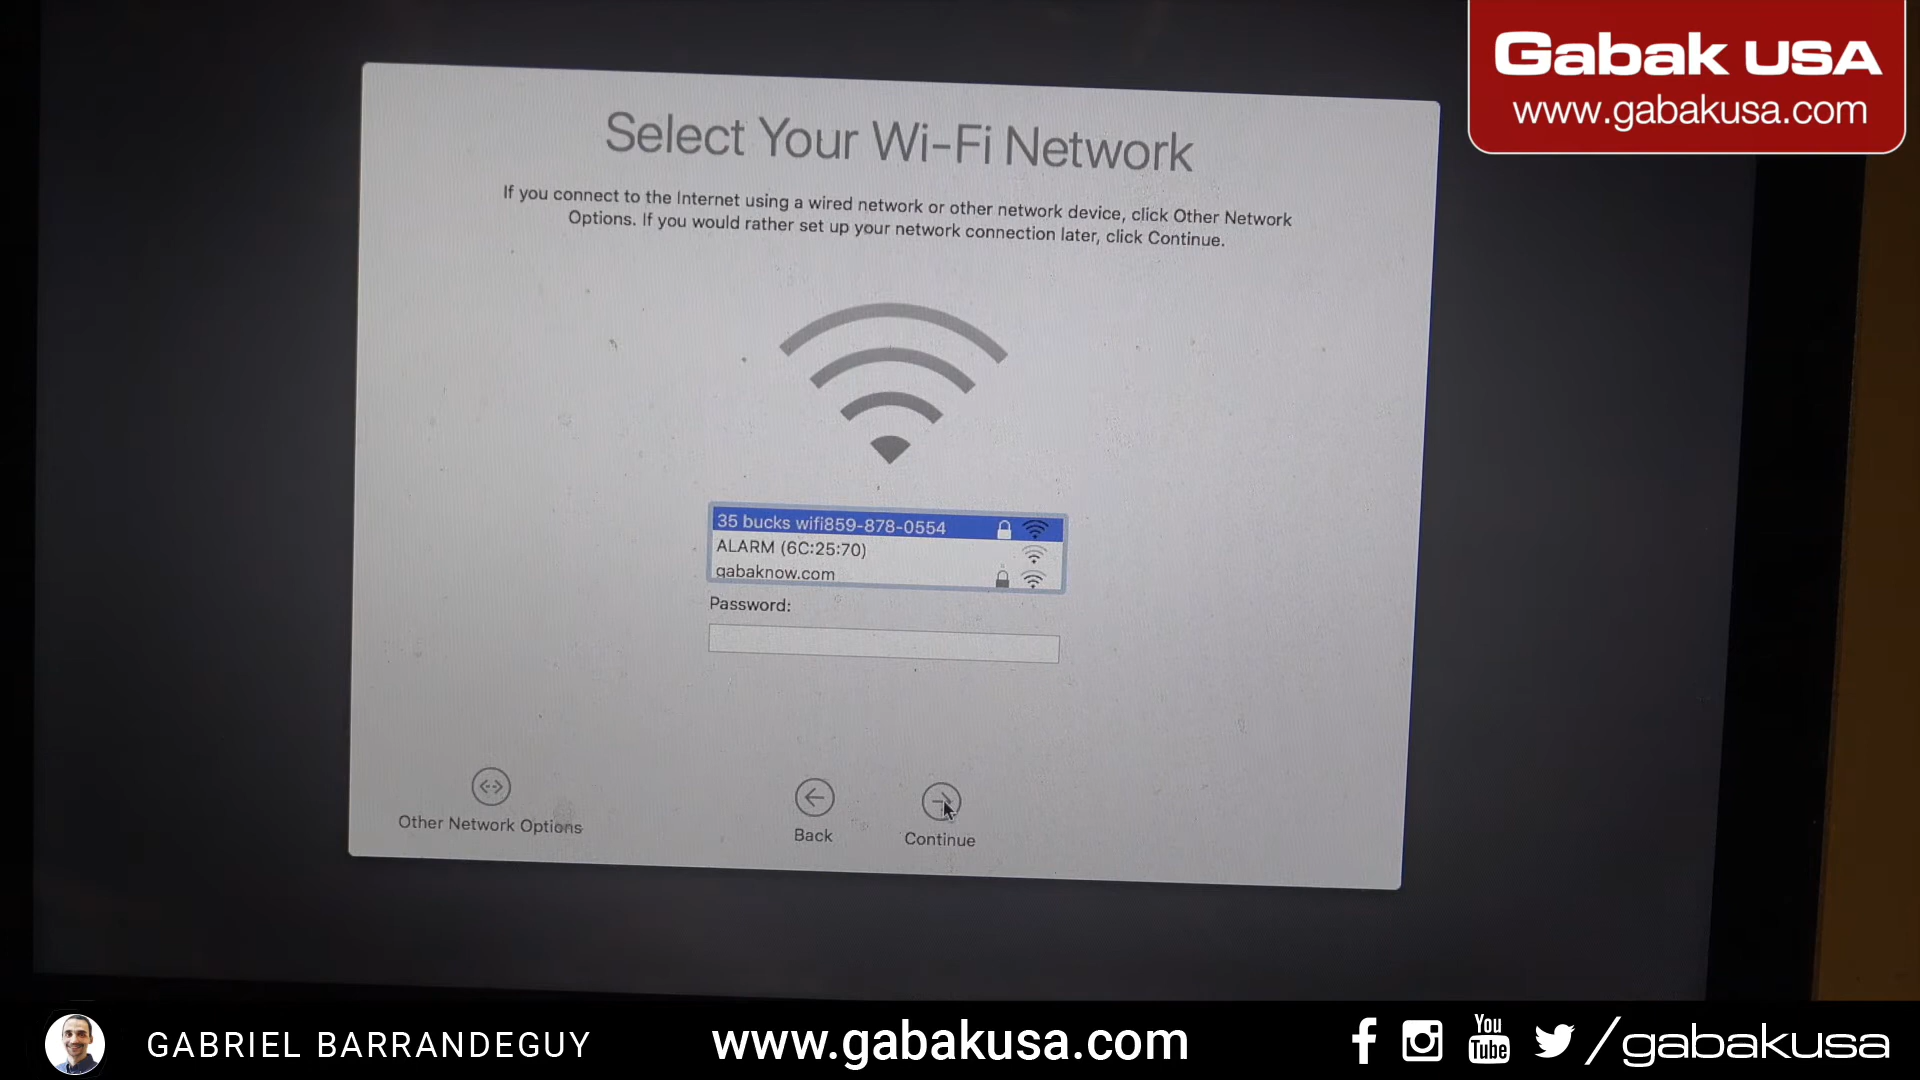 Gabak USA
www.gabakusa.com
Select Your Wi-Fi Network
If you connect to the Internet using a wired network or other network device, click Other Network
Options. If you would rather set up your network connection later, click Continue.
35 bucks wifi859-878-0554
ALARM (6C:25:70)
gabaknow.com
Password:
Other Network Options
Back
Continue
GABRIEL BARRANDEGUY
www.gabakusa.com
You
Tube
/gabakusa